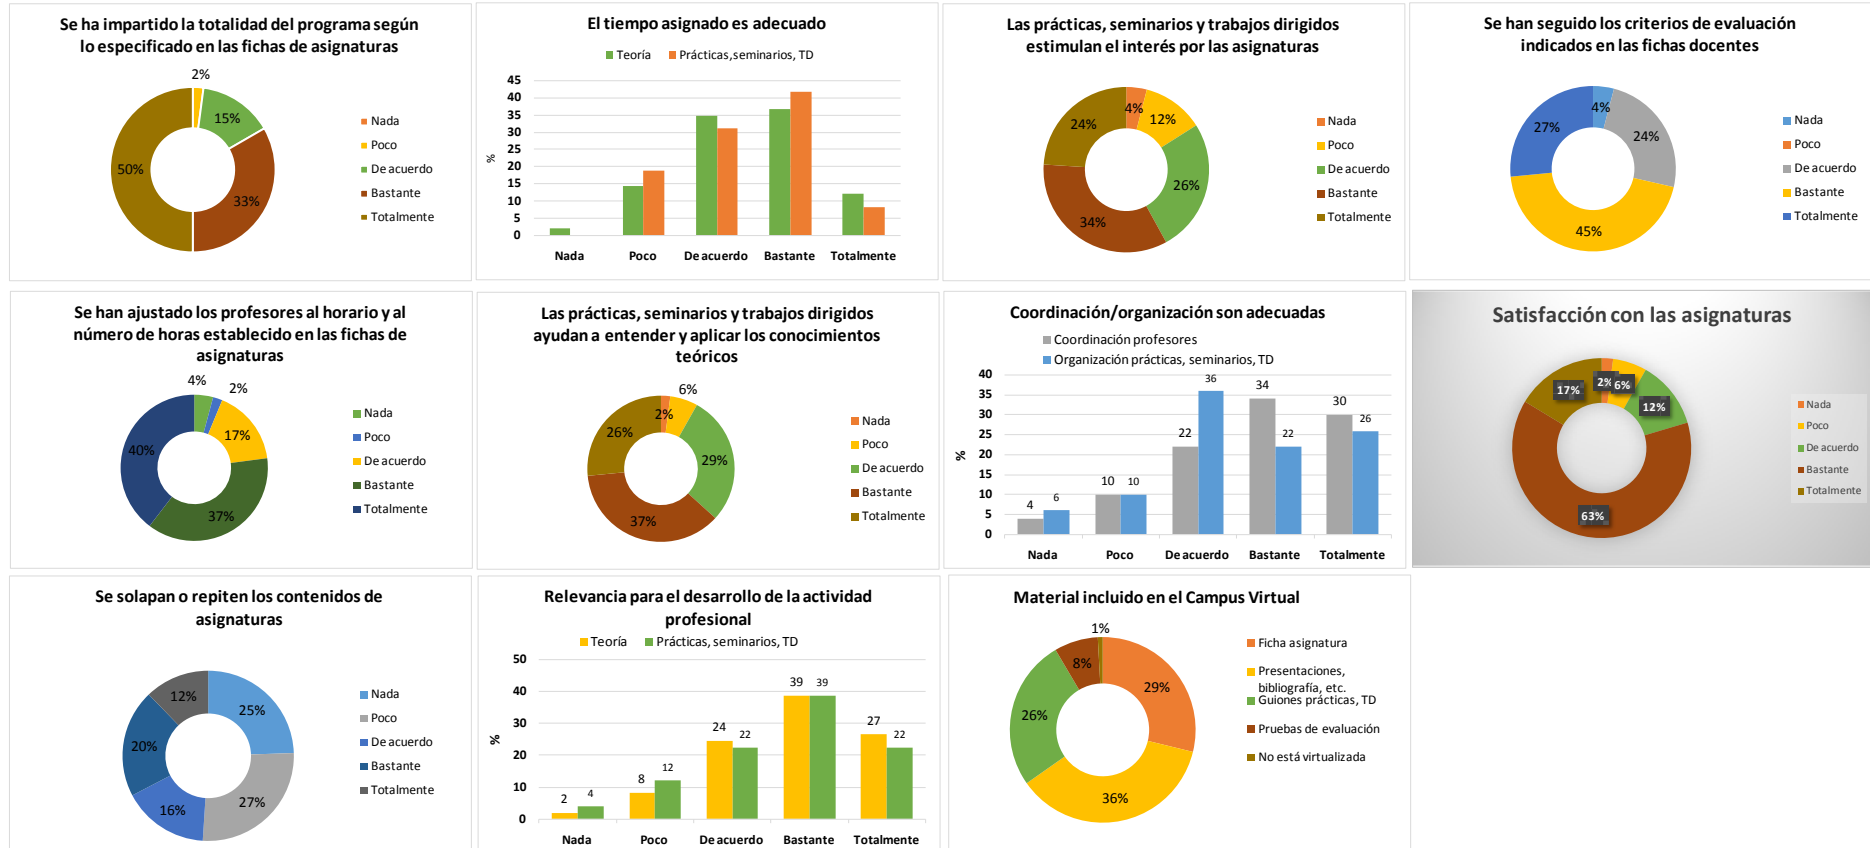 Se ha impartido la totalidad del programa según
lo especificado en las fichas de asignaturas
2%
15%
33%
50%
Nada
Poco
De acuerdo
Bastante
Totalmente
El tiempo asignado es adecuado
Teoría
Prácticas,seminarios, TD
45
40
35
30
25
20
15
10
5
0
%
Nada
Poco
De acuerdo
Bastante
Totalmente
Las prácticas, seminarios y trabajos dirigidos
estimulan el interés por las asignaturas
4%
12%
26%
34%
24%
Nada
Poco
De acuerdo
Bastante
Totalmente
Se han seguido los criterios de evaluación
indicados en las fichas docentes
4%
24%
45%
27%
Nada
Poco
De acuerdo
Bastante
Totalmente
Se han ajustado los profesores al horario y al
número de horas establecido en las fichas de
asignaturas
4%
2%
17%
37%
40%
Nada
Poco
De acuerdo
Bastante
Totalmente
Las prácticas, seminarios y trabajos dirigidos
ayudan a entender y aplicar los conocimientos
teóricos
2%
6%
29%
37%
26%
Nada
Poco
De acuerdo
Bastante
Totalmente
Coordinación/organización son adecuadas
Coordinación profesores
Organización prácticas, seminarios, TD
40
35
30
25
20
15
10
5
0
%
4
6
10
10
22
36
34
22
30
26
Nada
Poco
De acuerdo
Bastante
Totalmente
Satisfacción con las asignaturas
2%
6%
12%
63%
17%
Nada
Poco
De acuerdo
Bastante
Totalmente
Se solapan o repiten los contenidos de
asignaturas
25%
27%
16%
20%
12%
Nada
Poco
De acuerdo
Bastante
Totalmente
Relevancia para el desarrollo de la actividad
profesional
Teoría
Prácticas, seminarios, TD
50
40
30
20
10
0
%
2
4
8
12
24
22
39
39
27
22
Nada
Poco
De acuerdo
Bastante
Totalmente
Material incluido en el Campus Virtual
1%
29%
36%
26%
8%
Ficha asignatura
Presentaciones,
bibliografía, etc.
Guiones prácticas, TD
Pruebas de evaluación
No está virtualizada